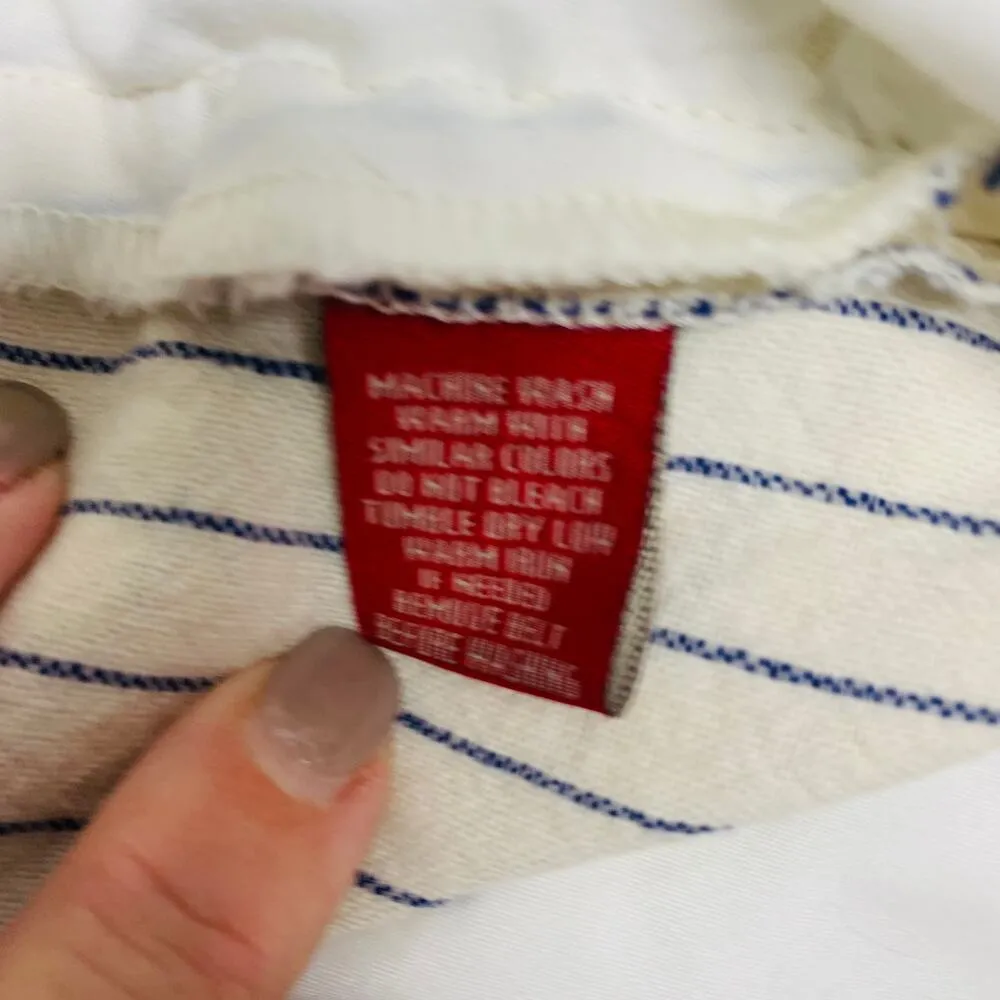 MACHINE WASH
WARM WITH
SIMILAR COLORS
DO NOT BLEACH
TUMBLE DRY LOW
WARM IRON
IF NEEDED
REMOVE BELT
BEFORE WASHING